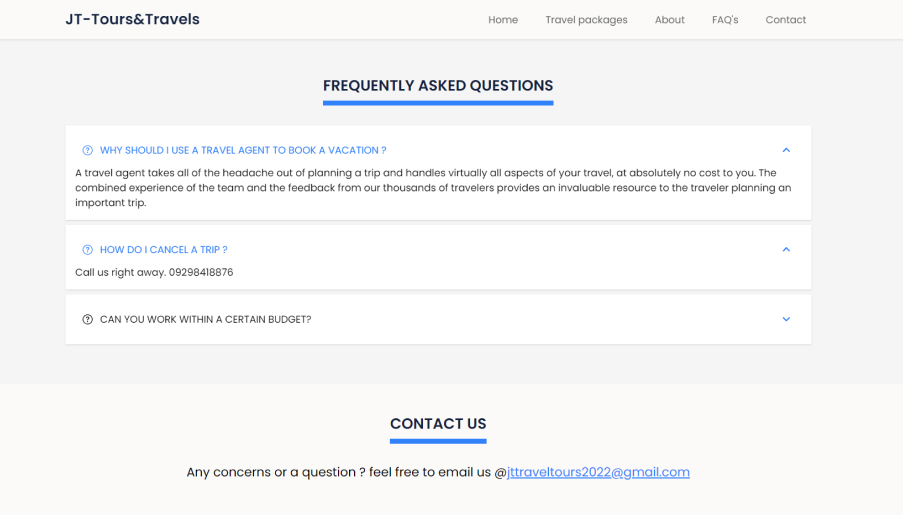 JT-Tours&Travels
Home
Travel packages
About
FAQ's
Contact
FREQUENTLY ASKED QUESTIONS
WHY SHOULD I USE A TRAVEL AGENT TO BOOK A VACATION ?
A travel agent takes all of the headache out of planning a trip and handles virtually all aspects of your travel, at absolutely no cost to you. The
combined experience of the team and the feedback from our thousands of travelers provides an invaluable resource to the traveler planning an
important trip.
HOW DO I CANCEL A TRIP ?
Call us right away. 09298418876
CAN YOU WORK WITHIN A CERTAIN BUDGET?
CONTACT US
Any concerns or a question ? feel free to email us @jttraveltours2022@gmail.com